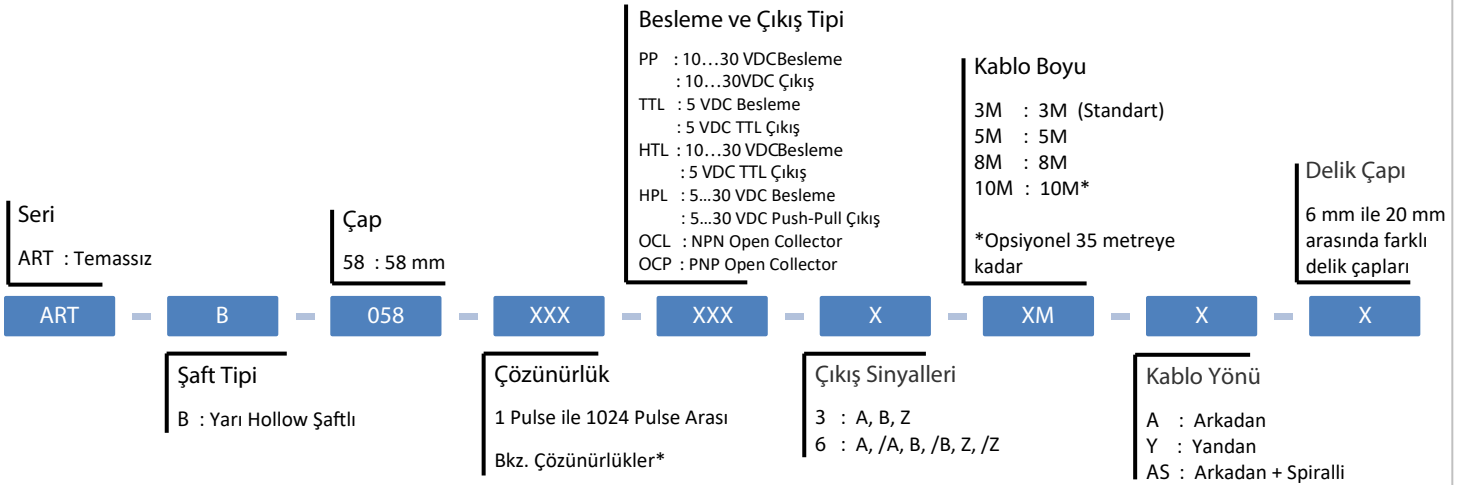 Besleme ve Çıkış Tipi
PP : 10...30 VDCBesleme
: 10...30VDC Çıkış
TTL : 5 VDC Besleme
: 5 VDC TTL Çıkış
HTL : 10...30 VDCBesleme
: 5 VDC TTL Çıkış
HPL : 5...30 VDC Besleme
: 5...30 VDC Push-Pull Çıkış
OCL : NPN Open Collector
OCP : PNP Open Collector
Kablo Boyu
3M : 3M (Standart)
5M : 5M
8M : 8M
10M : 10M*
*Opsiyonel 35 metreye
kadar
Delik Çapı
6 mm ile 20 mm
arasında farklı
delik çapları
Seri
ART : Temassız
Çap
58 : 58 mm
ART – B – 058 – XXX – XXX – X – XM – X – X
Şaft Tipi
B : Yarı Hollow Şaftlı
Çözünürlük
1 Pulse ile 1024 Pulse Arası
Bkz. Çözünürlükler*
Çıkış Sinyalleri
3 : A, B, Z
6 : A, /A, B, /B, Z, /Z
Kablo Yönü
A : Arkadan
Y : Yandan
AS : Arkadan + Spiralli